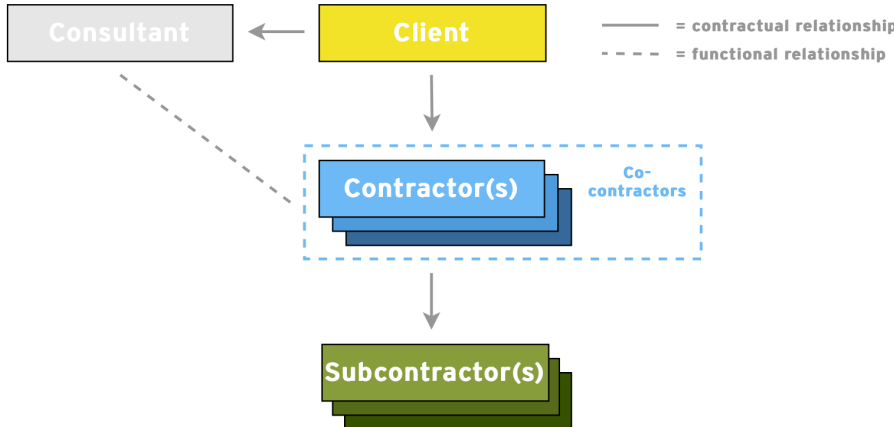 Consultant
Client
= contractual relationship
= functional relationship
Contractor(s)
Co-
contractors
Subcontractor(s)